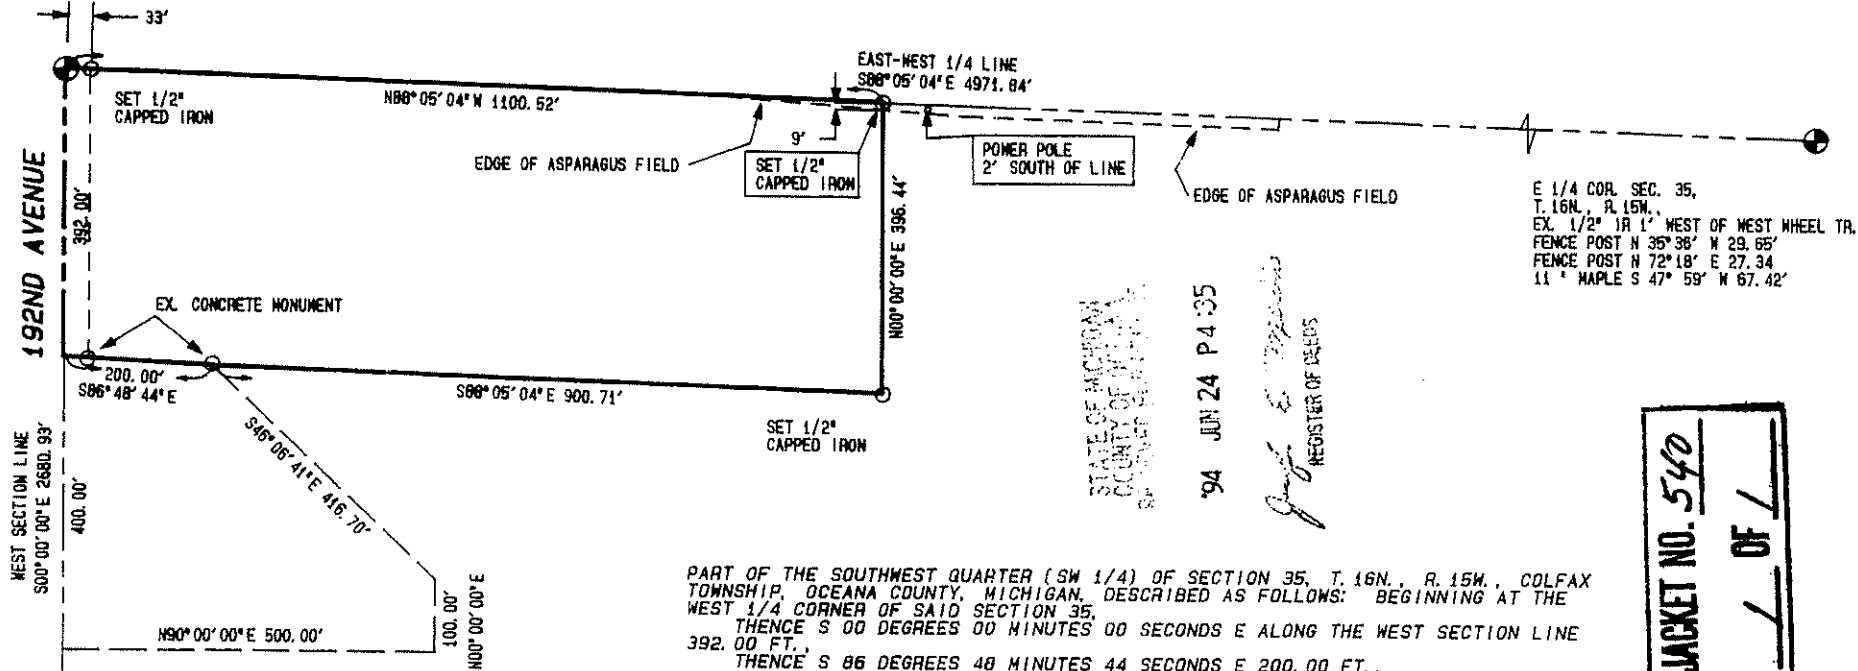 33'
EAST-WEST 1/4 LINE
S88°05'04"E 4971.84'
SET 1/2"
CAPPED IRON
N88°05'04"W 1100.52'
9'
EDGE OF ASPARAGUS FIELD
SET 1/2"
CAPPED IRON
POWER POLE
2' SOUTH OF LINE
EDGE OF ASPARAGUS FIELD
E 1/4 COR. SEC. 35,
T.16N., R.15W.,
EX. 1/2" IR 1' WEST OF WEST WHEEL TR.
FENCE POST N 35°36' W 29.65'
FENCE POST N 72°18' E 27.34
11 " MAPLE S 47° 59' W 67.42'
192ND AVENUE
392.00'
N00°00'00"E 396.44'
EX. CONCRETE MONUMENT
200.00'
S86°48'44"E
S88°05'04"E 900.71'
SET 1/2"
CAPPED IRON
S46°06'41"E 416.70'
WEST SECTION LINE
S00°00'00"E 2680.93'
400.00'
N90°00'00"E 500.00'
100.00'
N00°00'00"E
STATE OF MICHIGAN
COUNTY OF
'94 JUN 24 P4:35
REGISTER OF DEEDS
JACKET NO. 540
1 OF 1
PART OF THE SOUTHWEST QUARTER (SW 1/4) OF SECTION 35, T.16N., R.15W., COLFAX
TOWNSHIP, OCEANA COUNTY, MICHIGAN, DESCRIBED AS FOLLOWS: BEGINNING AT THE
WEST 1/4 CORNER OF SAID SECTION 35,
THENCE S 00 DEGREES 00 MINUTES 00 SECONDS E ALONG THE WEST SECTION LINE
392.00 FT.,
THENCE S 86 DEGREES 48 MINUTES 44 SECONDS E 200.00 FT.,